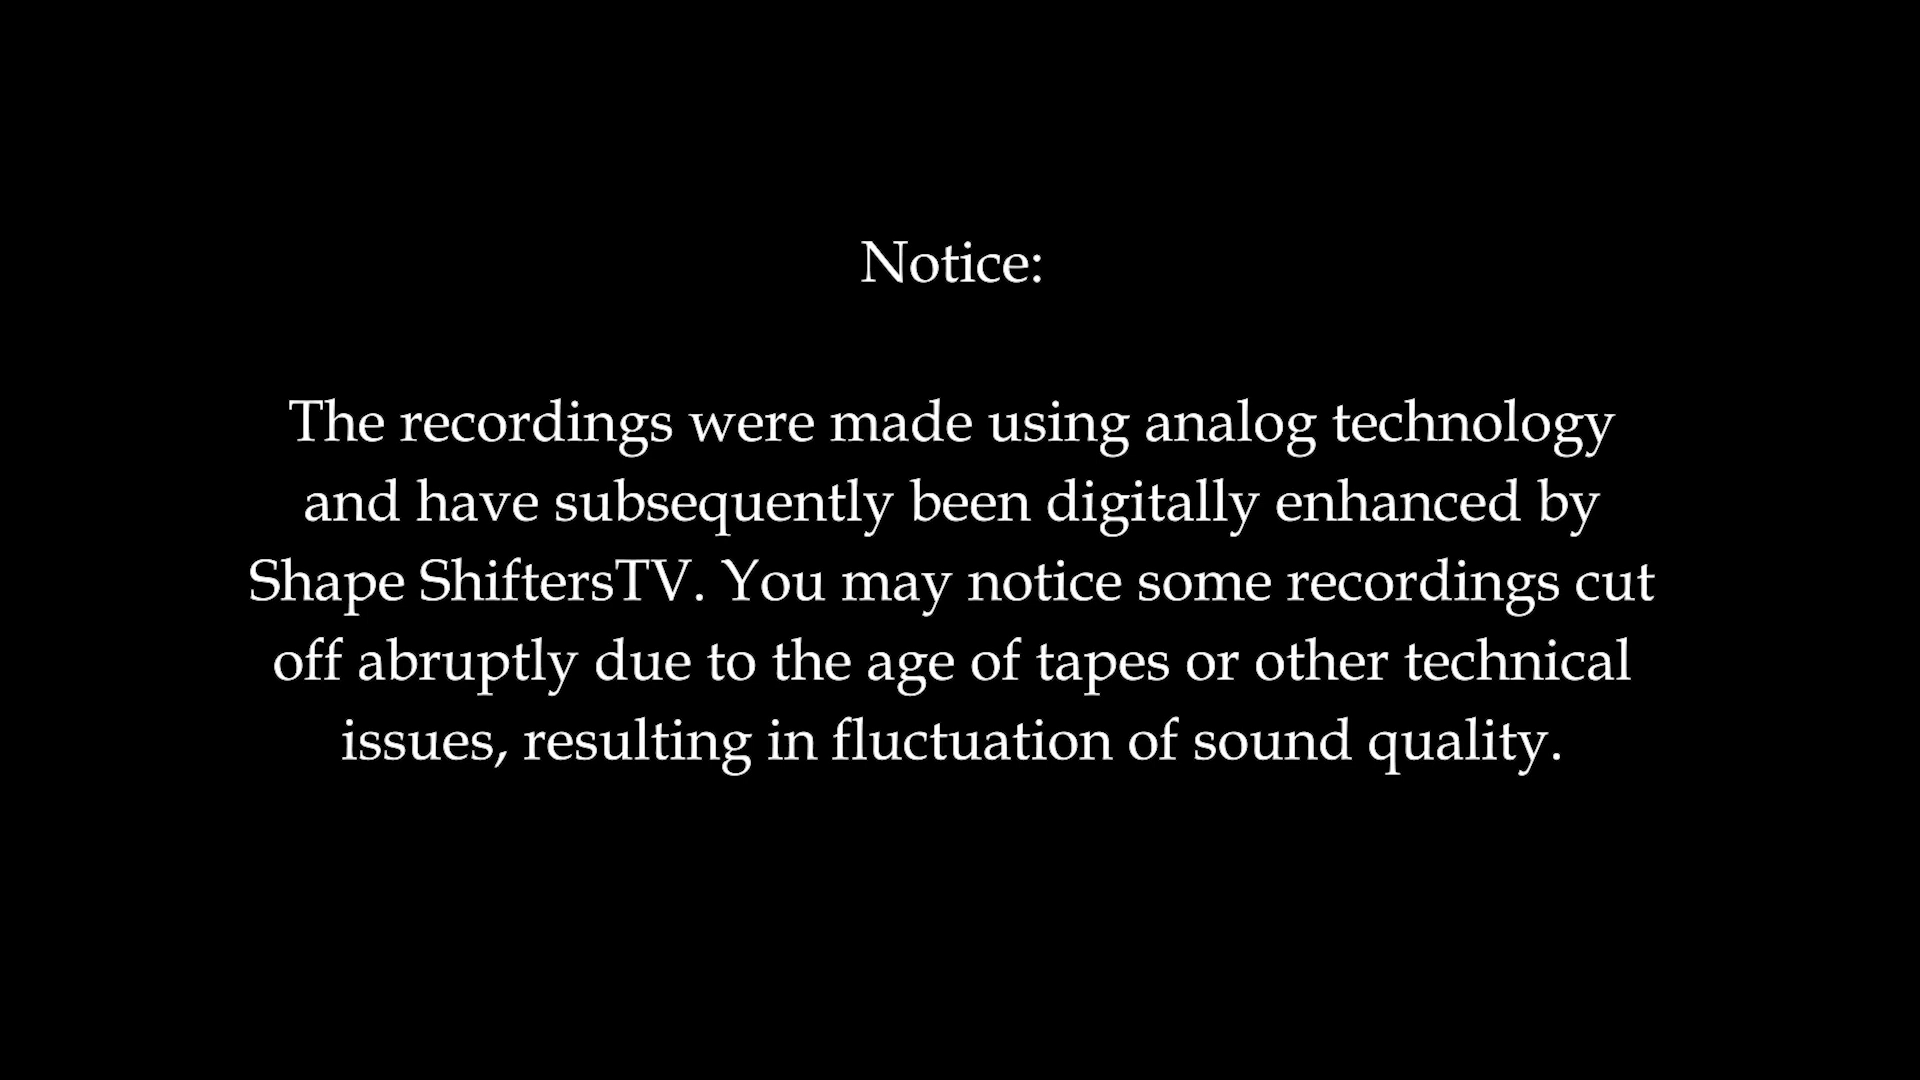 Notice:
The recordings were made using analog technology
and have subsequently been digitally enhanced by
Shape ShiftersTV. You may notice some recordings cut
off abruptly due to the age of tapes or other technical
issues, resulting in fluctuation of sound quality.